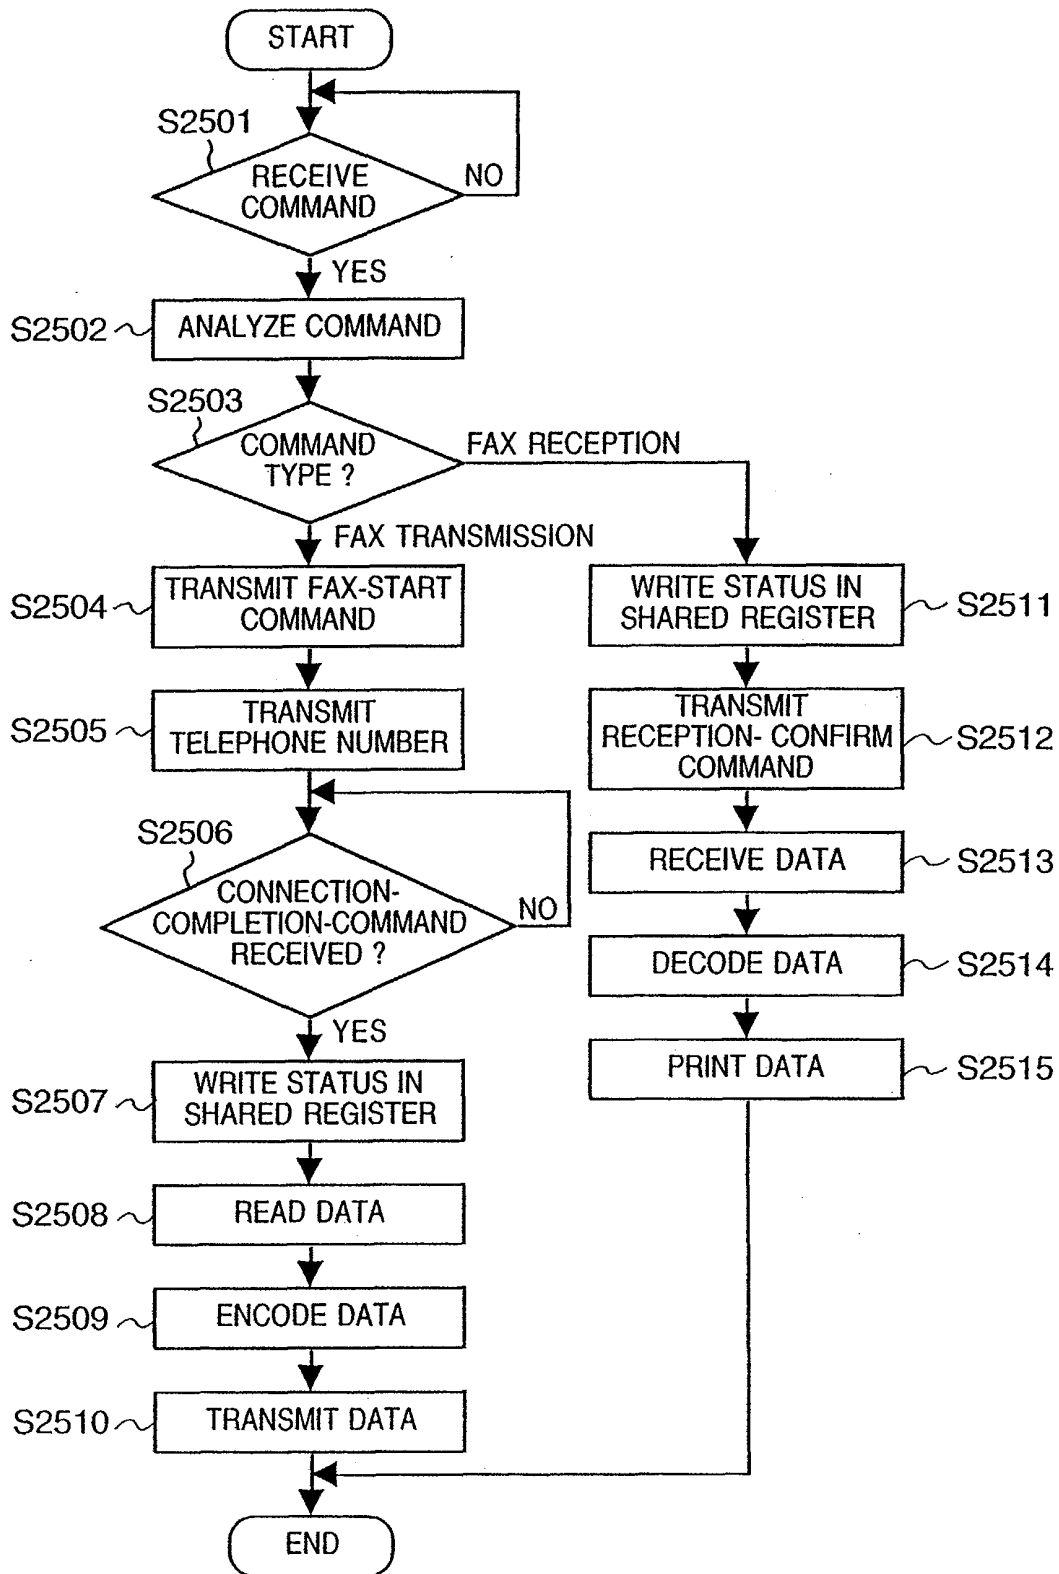 START
S2501
RECEIVE
COMMAND
NO
YES
S2502
ANALYZE COMMAND
S2503
COMMAND
TYPE ?
FAX RECEPTION
FAX TRANSMISSION
S2504
TRANSMIT FAX-START
COMMAND
WRITE STATUS IN
SHARED REGISTER
S2511
S2505
TRANSMIT
TELEPHONE NUMBER
TRANSMIT
RECEPTION- CONFIRM
COMMAND
S2512
S2506
CONNECTION-
COMPLETION-COMMAND
RECEIVED ?
NO
RECEIVE DATA
S2513
DECODE DATA
S2514
YES
PRINT DATA
S2515
S2507
WRITE STATUS IN
SHARED REGISTER
S2508
READ DATA
S2509
ENCODE DATA
S2510
TRANSMIT DATA
END